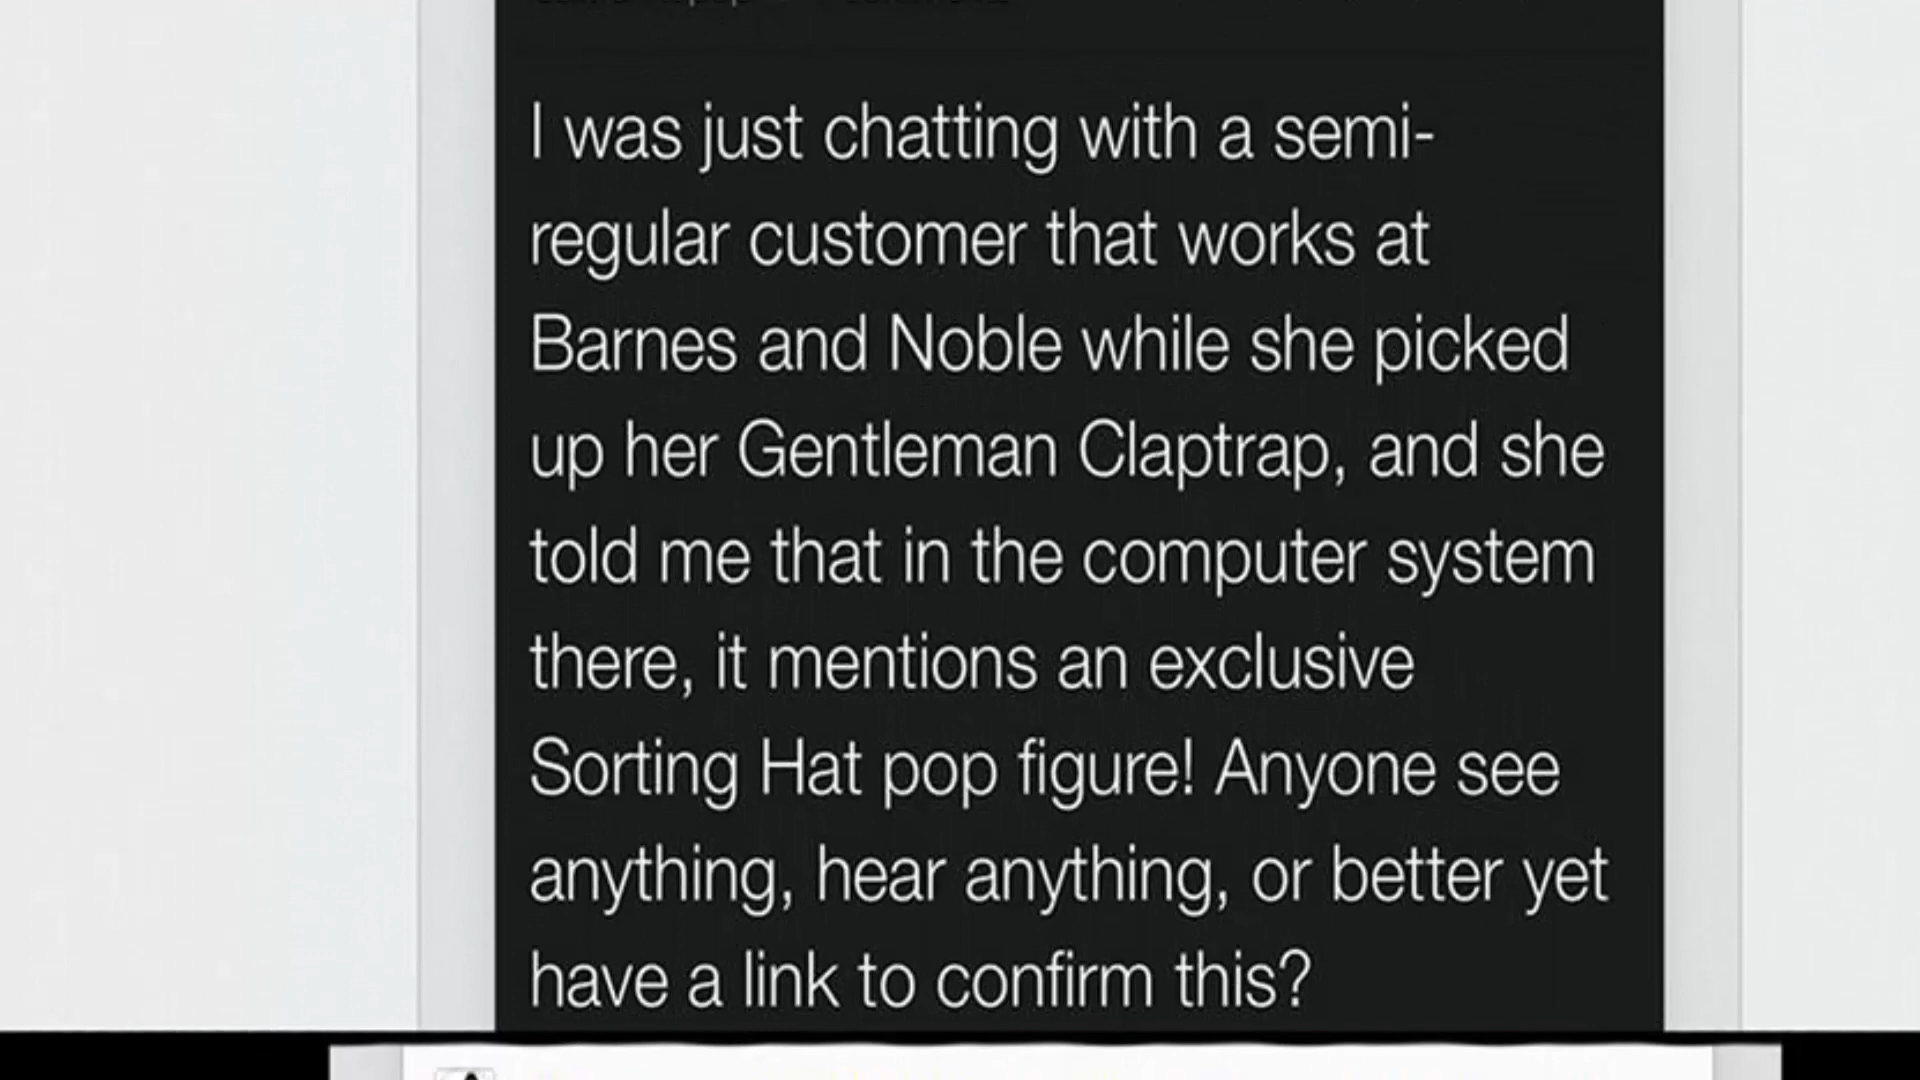 I was just chatting with a semi-
regular customer that works at
Barnes and Noble while she picked
up her Gentleman Claptrap, and she
told me that in the computer system
there, it mentions an exclusive
Sorting Hat pop figure! Anyone see
anything, hear anything, or better yet
have a link to confirm this?